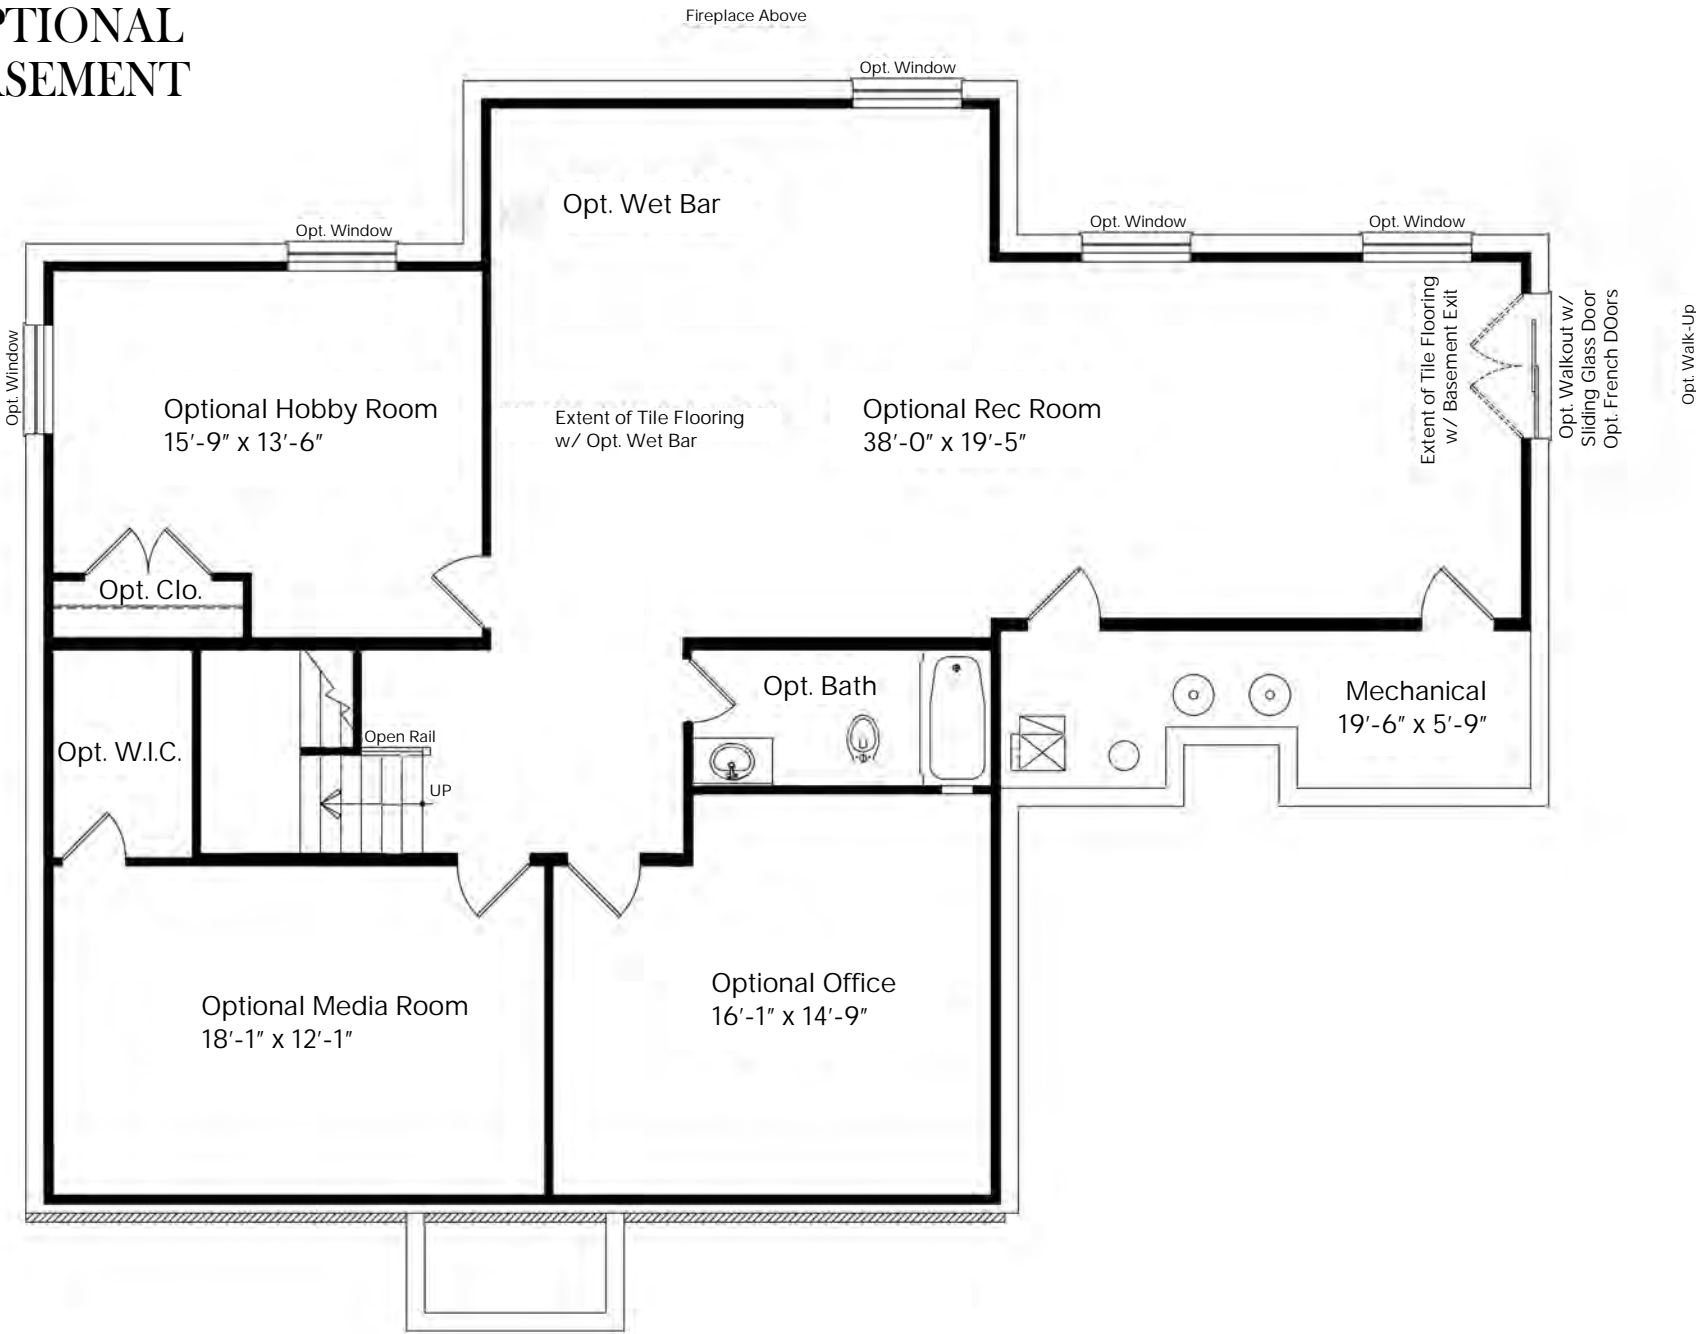 PTIONAL
ASEMENT
Fireplace Above
Opt. Window
Opt. Wet Bar
Opt. Window
Opt. Window
Opt. Window
Opt. Window
Optional Hobby Room
15'-9" x 13'-6"
Extent of Tile Flooring
w/ Opt. Wet Bar
Optional Rec Room
38'-0" x 19'-5"
Extent of Tile Flooring
w/ Basement Exit
Opt. Walkout w/
Sliding Glass Door
Opt. French DOors
Opt. Walk-Up
Opt. Clo.
Opt. Bath
Mechanical
19'-6" x 5'-9"
Opt. W.I.C.
Open Rail
UP
Optional Media Room
18'-1" x 12'-1"
Optional Office
16'-1" x 14'-9"